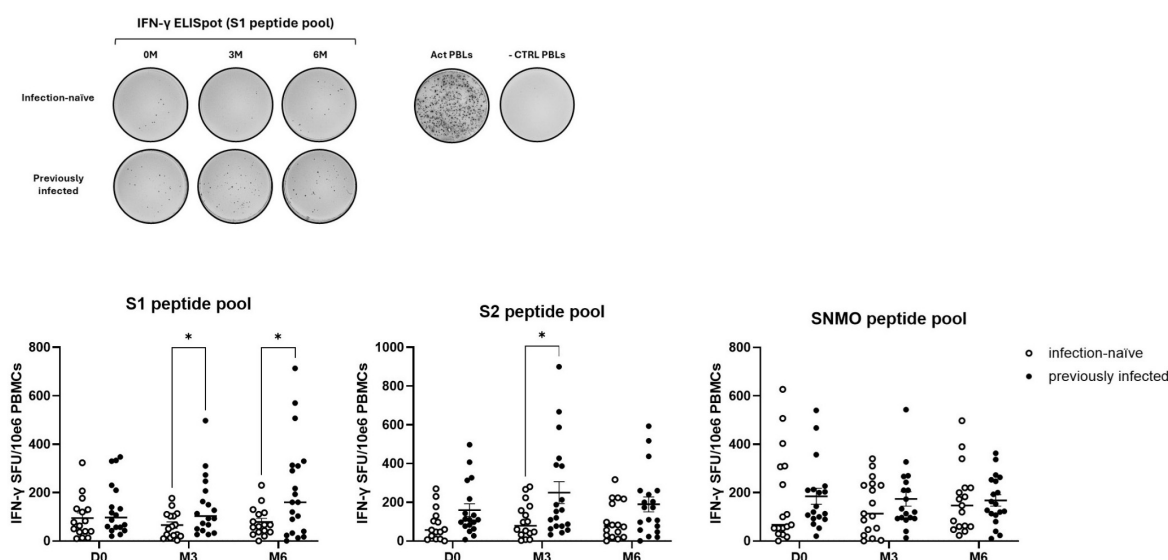 IFN-γ ELISpot (S1 peptide pool)
0M 3M 6M
Act PBLs - CTRL PBLs
Infection-naïve
Previously
infected
S1 peptide pool
IFN-γ SFU/10e6 PBMCs
800
600
400
200
0
*
*
D0 M3 M6
S2 peptide pool
IFN-γ SFU/10e6 PBMCs
1000
800
600
400
200
0
*
D0 M3 M6
SNMO peptide pool
IFN-γ SFU/10e6 PBMCs
800
600
400
200
0
D0 M3 M6
infection-naïve
previously infected